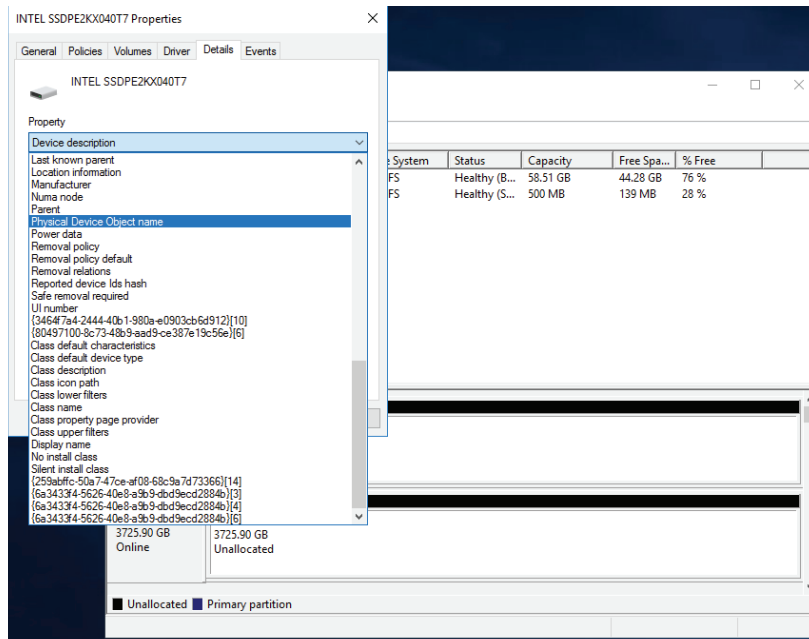 INTEL SSDPE2KX040T7 Properties
General Policies Volumes Driver Details Events
INTEL SSDPE2KX040T7
Property
Device description
Last known parent
Location information
Manufacturer
Numa node
Parent
Physical Device Object name
Power data
Removal policy
Removal policy default
Removal relations
Reported device Ids hash
Safe removal required
UI number
{3464f7a4-2444-40b1-980a-e0903cb6d912}[10]
{80497100-8c73-48b9-aad9-ce387e19c56e}[6]
Class default characteristics
Class default device type
Class description
Class icon path
Class lower filters
Class name
Class property page provider
Class upper filters
Display name
No install class
Silent install class
{259abffc-50a7-47ce-af08-68c9a7d73366}[14]
{6a3433f4-5626-40e8-a9b9-dbd9ecd2884b}[3]
{6a3433f4-5626-40e8-a9b9-dbd9ecd2884b}[4]
{6a3433f4-5626-40e8-a9b9-dbd9ecd2884b}[6]
System Status Capacity Free Spa... % Free
FS Healthy (B... 58.51 GB 44.28 GB 76 %
FS Healthy (S... 500 MB 139 MB 28 %
3725.90 GB
Online
3725.90 GB
Unallocated
Unallocated Primary partition